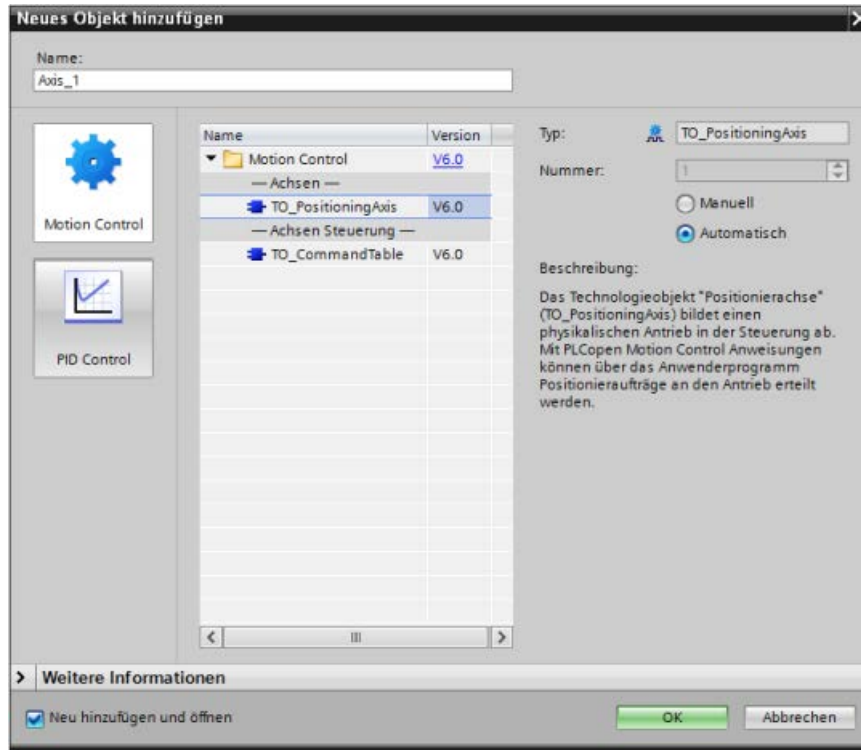 Neues Objekt hinzufügen
Name:
Axis_1
Motion Control
PID Control
Name Version
Motion Control V6.0
— Achsen —
TO_PositioningAxis V6.0
— Achsen Steuerung —
TO_CommandTable V6.0
Typ: TO_PositioningAxis
Nummer: 1
Manuell
Automatisch
Beschreibung:
Das Technologieobjekt "Positionierachse"
(TO_PositioningAxis) bildet einen
physikalischen Antrieb in der Steuerung ab.
Mit PLCopen Motion Control Anweisungen
können über das Anwenderprogramm
Positionieraufträge an den Antrieb erteilt
werden.
Weitere Informationen
Neu hinzufügen und öffnen
OK Abbrechen